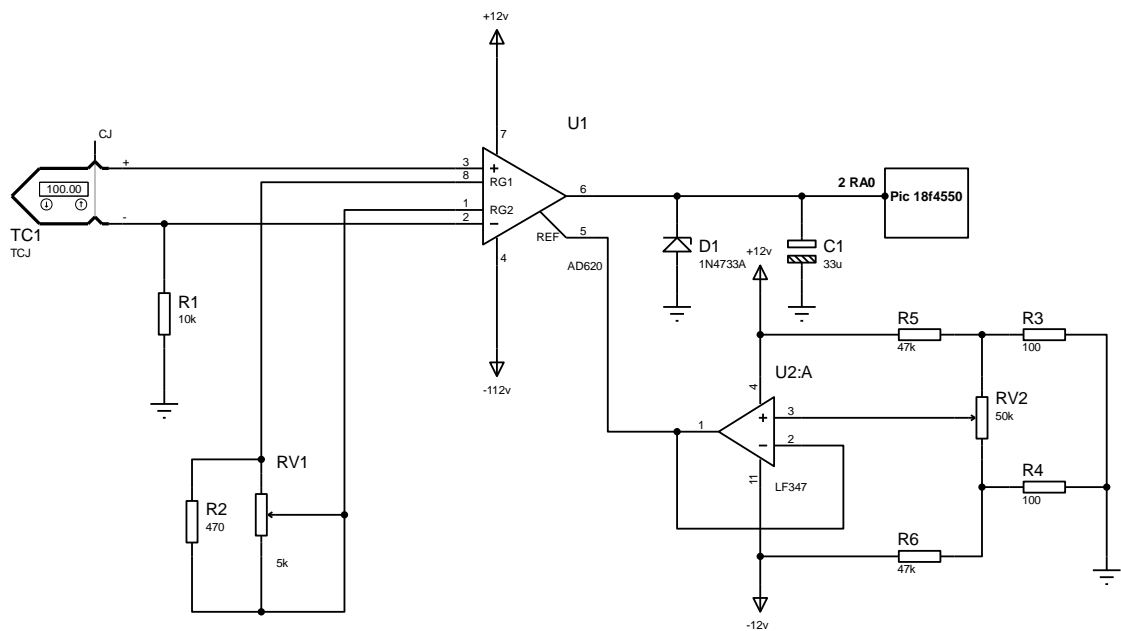 +12v
U1
7
CJ
+
3
+
8
RG1
100.00
6
2 RA0
Pic 18f4550
1
RG2
-
2
−
REF
5
TC1
TCJ
4
AD620
D1
1N4733A
+12v
C1
33u
R1
10k
R5
47k
R3
100
-112v
U2:A
4
RV2
50k
+
3
1
−
2
11
LF347
R4
100
RV1
R2
470
5k
R6
47k
-12v